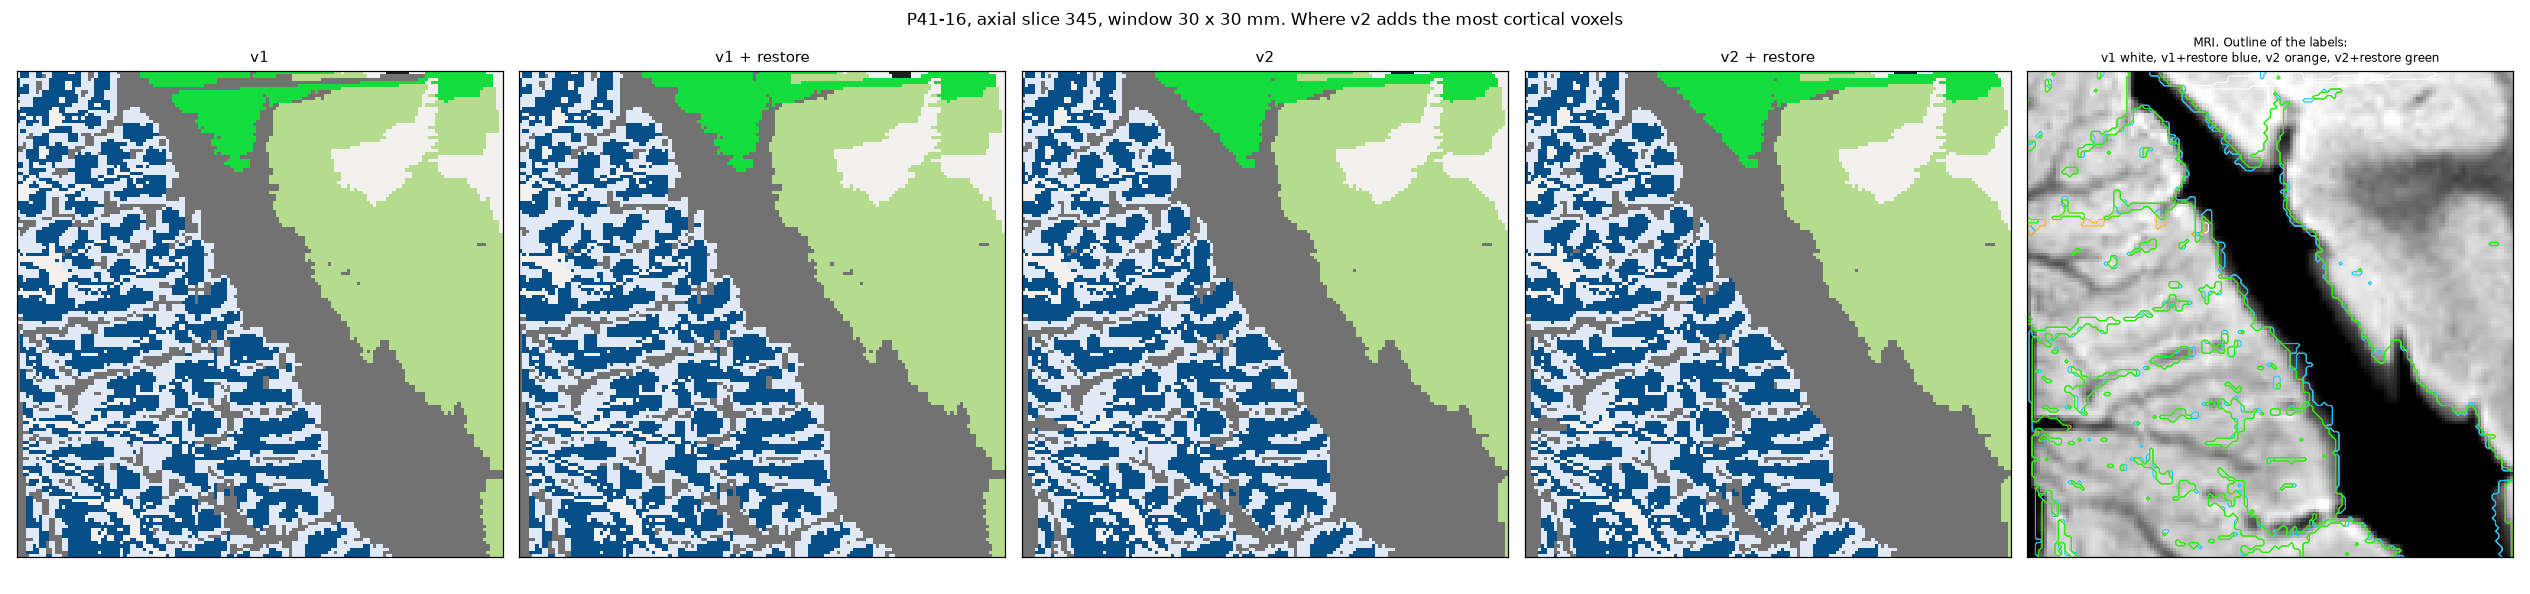 P41-16, axial slice 345, window 30 x 30 mm. Where v2 adds the most cortical voxels
v1
v1 + restore
v2
v2 + restore
MRI. Outline of the labels:
v1 white, v1+restore blue, v2 orange, v2+restore green